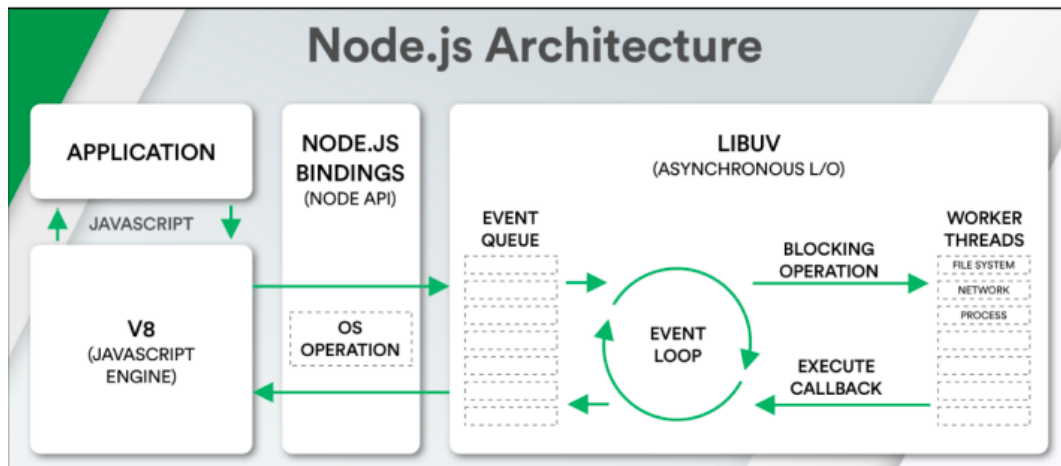 Node.js Architecture
APPLICATION
JAVASCRIPT
V8
(JAVASCRIPT
ENGINE)
NODE.JS
BINDINGS
(NODE API)
OS
OPERATION
LIBUV
(ASYNCHRONOUS L/O)
EVENT
QUEUE
EVENT
LOOP
BLOCKING
OPERATION
EXECUTE
CALLBACK
WORKER
THREADS
FILE SYSTEM
NETWORK
PROCESS